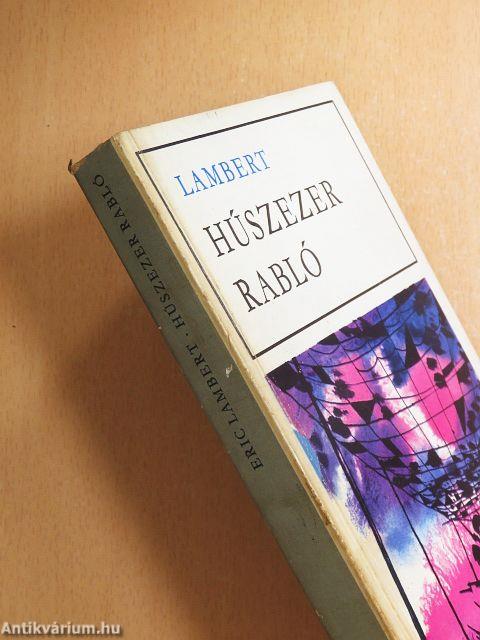 LAMBERT
HÚSZEZER
RABLÓ
ERIC LAMBERT · HÚSZEZER RABLÓ
Antikvárium.hu